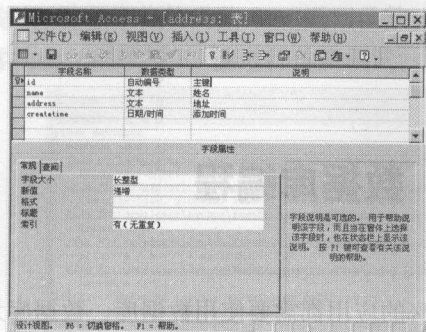 Microsoft Access - [address: 表]
文件(F) 编辑(E) 视图(V) 插入(I) 工具(T) 窗口(W) 帮助(H)
字段名称 数据类型 说明
id 自动编号 主键
name 文本 姓名
address 文本 地址
createtime 日期/时间 添加时间
字段属性
常规 查阅
字段大小 长整型
新值 递增
格式
标题
索引 有(无重复)
字段说明是可选的。 用于帮助说
明该字段，而且当在窗体上选择
该字段时，也在状态栏上显示该
说明。 按 F1 键可查看有关该说
明的帮助。
设计视图。 F6 = 切换窗格。 F1 = 帮助。